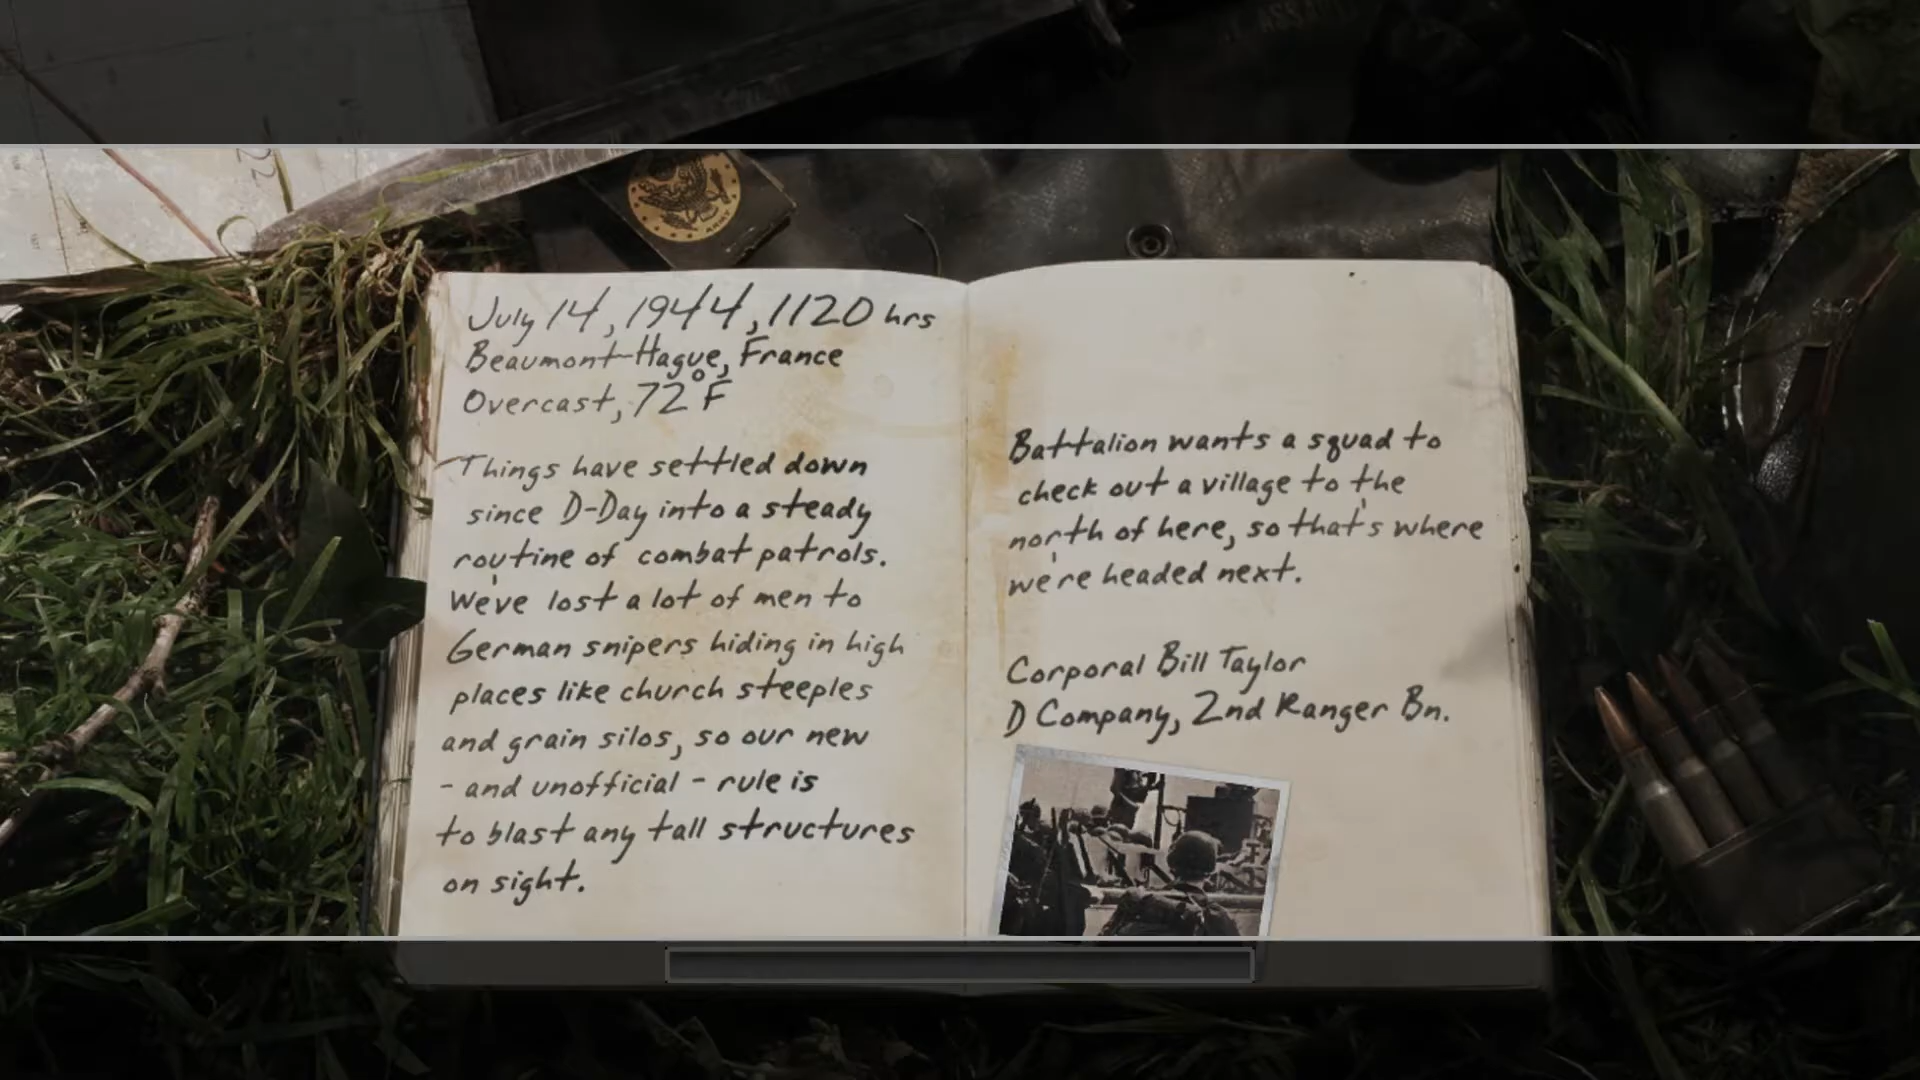 ARMY
July 14, 1944, 1120 hrs
Beaumont-Hague, France
Overcast, 72°F
Things have settled down
since D-Day into a steady
routine of combat patrols.
We've lost a lot of men to
German snipers hiding in high
places like church steeples
and grain silos, so our new
- and unofficial - rule is
to blast any tall structures
on sight.
Battalion wants a squad to
check out a village to the
north of here, so that's where
we're headed next.
Corporal Bill Taylor
D Company, 2nd Ranger Bn.